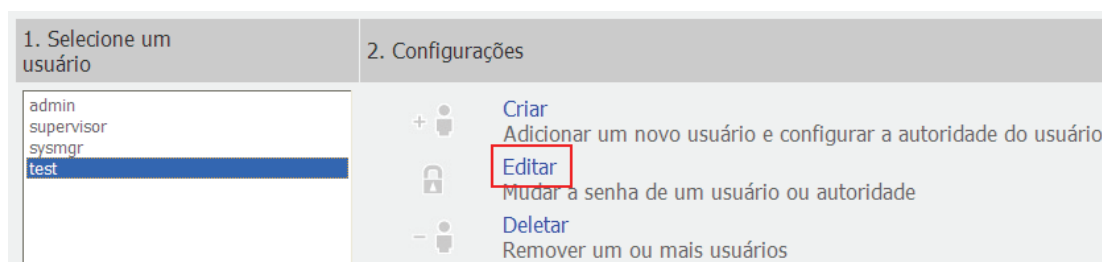 1. Selecione um
usuário
2. Configurações
admin
supervisor
sysmgr
test
Criar
Adicionar um novo usuário e configurar a autoridade do usuário
Editar
Mudar a senha de um usuário ou autoridade
Deletar
Remover um ou mais usuários